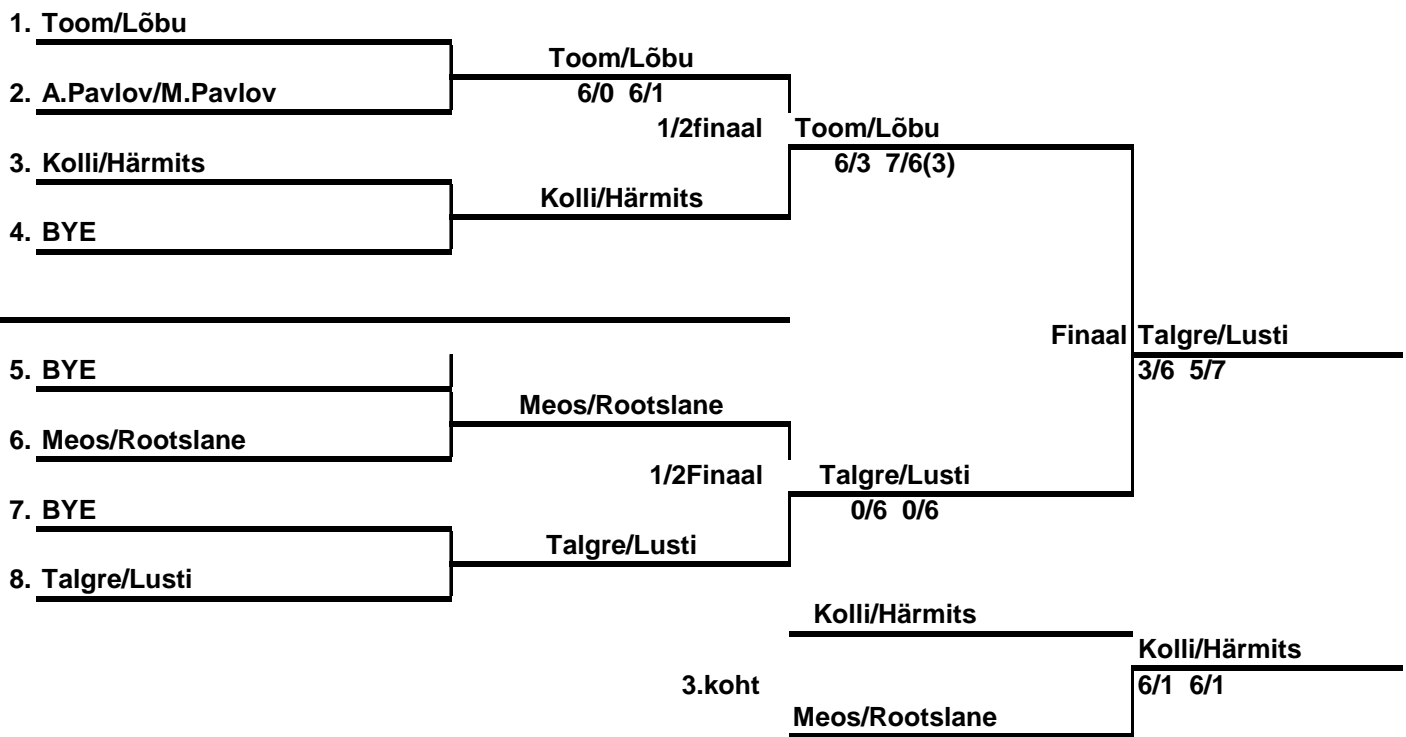 1. Toom/Lõbu
Toom/Lõbu
2. A.Pavlov/M.Pavlov
6/0 6/1
1/2finaal
Toom/Lõbu
3. Kolli/Härmits
6/3 7/6(3)
Kolli/Härmits
4. BYE
Finaal
Talgre/Lusti
5. BYE
3/6 5/7
Meos/Rootslane
6. Meos/Rootslane
1/2Finaal
Talgre/Lusti
7. BYE
0/6 0/6
Talgre/Lusti
8. Talgre/Lusti
Kolli/Härmits
Kolli/Härmits
3.koht
6/1 6/1
Meos/Rootslane